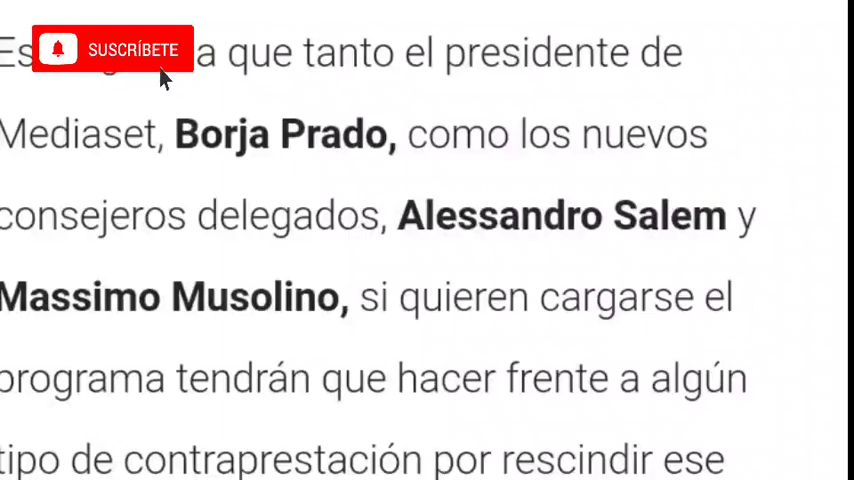 SUSCRÍBETE
a que tanto el presidente de
Mediaset, Borja Prado, como los nuevos
consejeros delegados, Alessandro Salem y
Massimo Musolino, si quieren cargarse el
programa tendrán que hacer frente a algún
tipo de contraprestación por rescindir ese